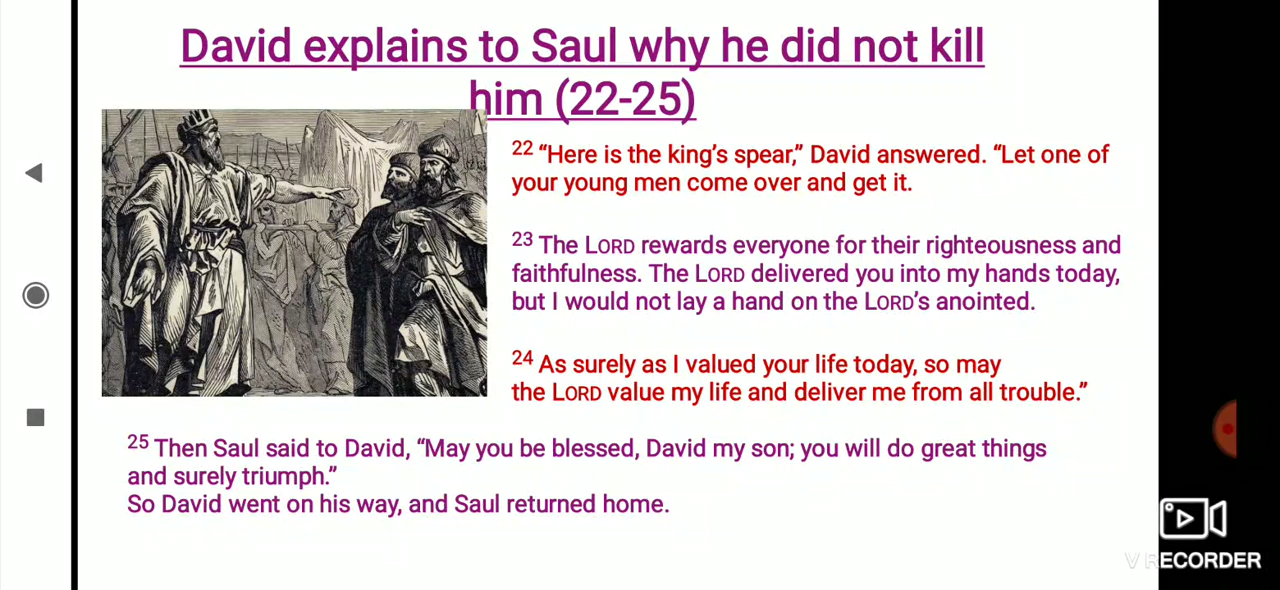 David explains to Saul why he did not kill
him (22-25)
22 “Here is the king’s spear,” David answered. “Let one of
your young men come over and get it.
23 The LORD rewards everyone for their righteousness and
faithfulness. The LORD delivered you into my hands today,
but I would not lay a hand on the LORD’s anointed.
24 As surely as I valued your life today, so may
the LORD value my life and deliver me from all trouble.”
25 Then Saul said to David, “May you be blessed, David my son; you will do great things
and surely triumph.”
So David went on his way, and Saul returned home.
V RECORDER